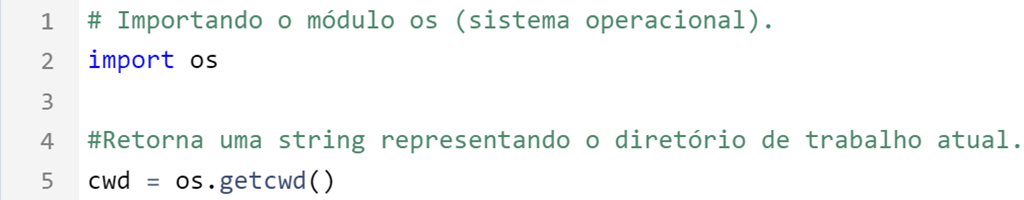 1 # Importando o módulo os (sistema operacional).
2 import os
3
4 #Retorna uma string representando o diretório de trabalho atual.
5 cwd = os.getcwd()